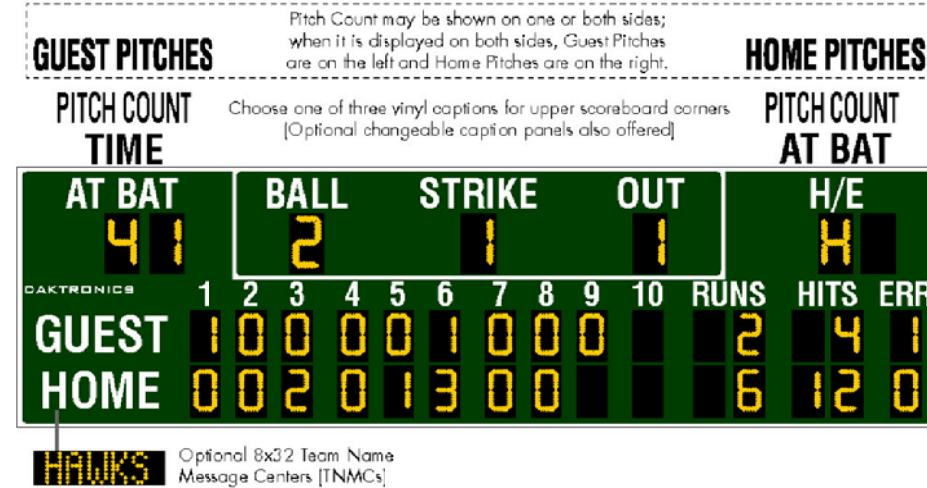 Pitch Count may be shown on one or both sides;
GUEST PITCHES when it is displayed on both sides, Guest Pitches HOME PITCHES
are on the left and Home Pitches are on the right.
PITCH COUNT Choose one of three vinyl captions for upper scoreboard corners PITCH COUNT
TIME [Optional changeable caption panels also offered] AT BAT
AT BAT BALL STRIKE OUT H/E
41 2 1 1 H
DAKTRONICS 1 2 3 4 5 6 7 8 9 10 RUNS HITS ERR
GUEST 1 0 0 0 0 1 0 0 0 2 4 1
HOME 0 0 2 0 1 3 0 0 6 12 0
HAWKS Optional 8x32 Team Name
Message Centers [TNMCs]